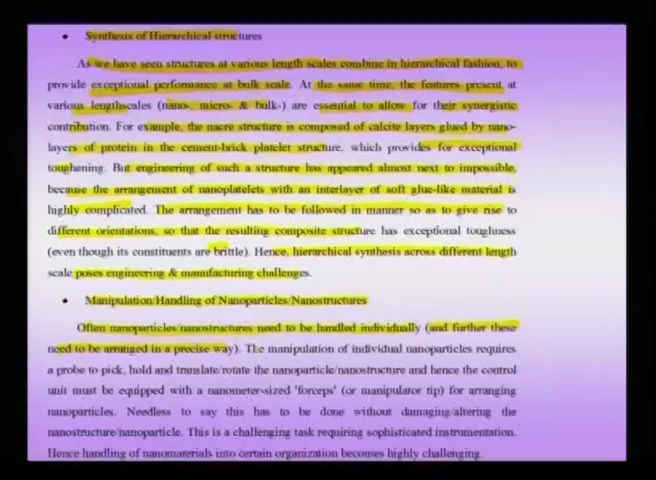 • Synthesis of Hierarchical structures
As we have seen structures at various length scales combine in hierarchical fashion, to
provide exceptional performance at bulk scale. At the same time, the features present at
various lengthscales (nano-, micro- & bulk-) are essential to allow for their synergistic
contribution. For example, the nacre structure is composed of calcite layers glued by nano-
layers of protein in the cement-brick platelet structure, which provides for exceptional
toughening. But engineering of such a structure has appeared almost next to impossible,
because the arrangement of nanoplatelets with an interlayer of soft glue-like material is
highly complicated. The arrangement has to be followed in manner so as to give rise to
different orientations, so that the resulting composite structure has exceptional toughness
(even though its constituents are brittle). Hence, hierarchical synthesis across different length
scale poses engineering & manufacturing challenges.
• Manipulation/Handling of Nanoparticles/Nanostructures
Often nanoparticles/nanostructures need to be handled individually (and further these
need to be arranged in a precise way). The manipulation of individual nanoparticles requires
a probe to pick, hold and translate/rotate the nanoparticle/nanostructure and hence the control
unit must be equipped with a nanometer-sized 'forceps' (or manipulator tip) for arranging
nanoparticles. Needless to say this has to be done without damaging/altering the
nanostructure/nanoparticle. This is a challenging task requiring sophisticated instrumentation.
Hence handling of nanomaterials into certain organization becomes highly challenging.